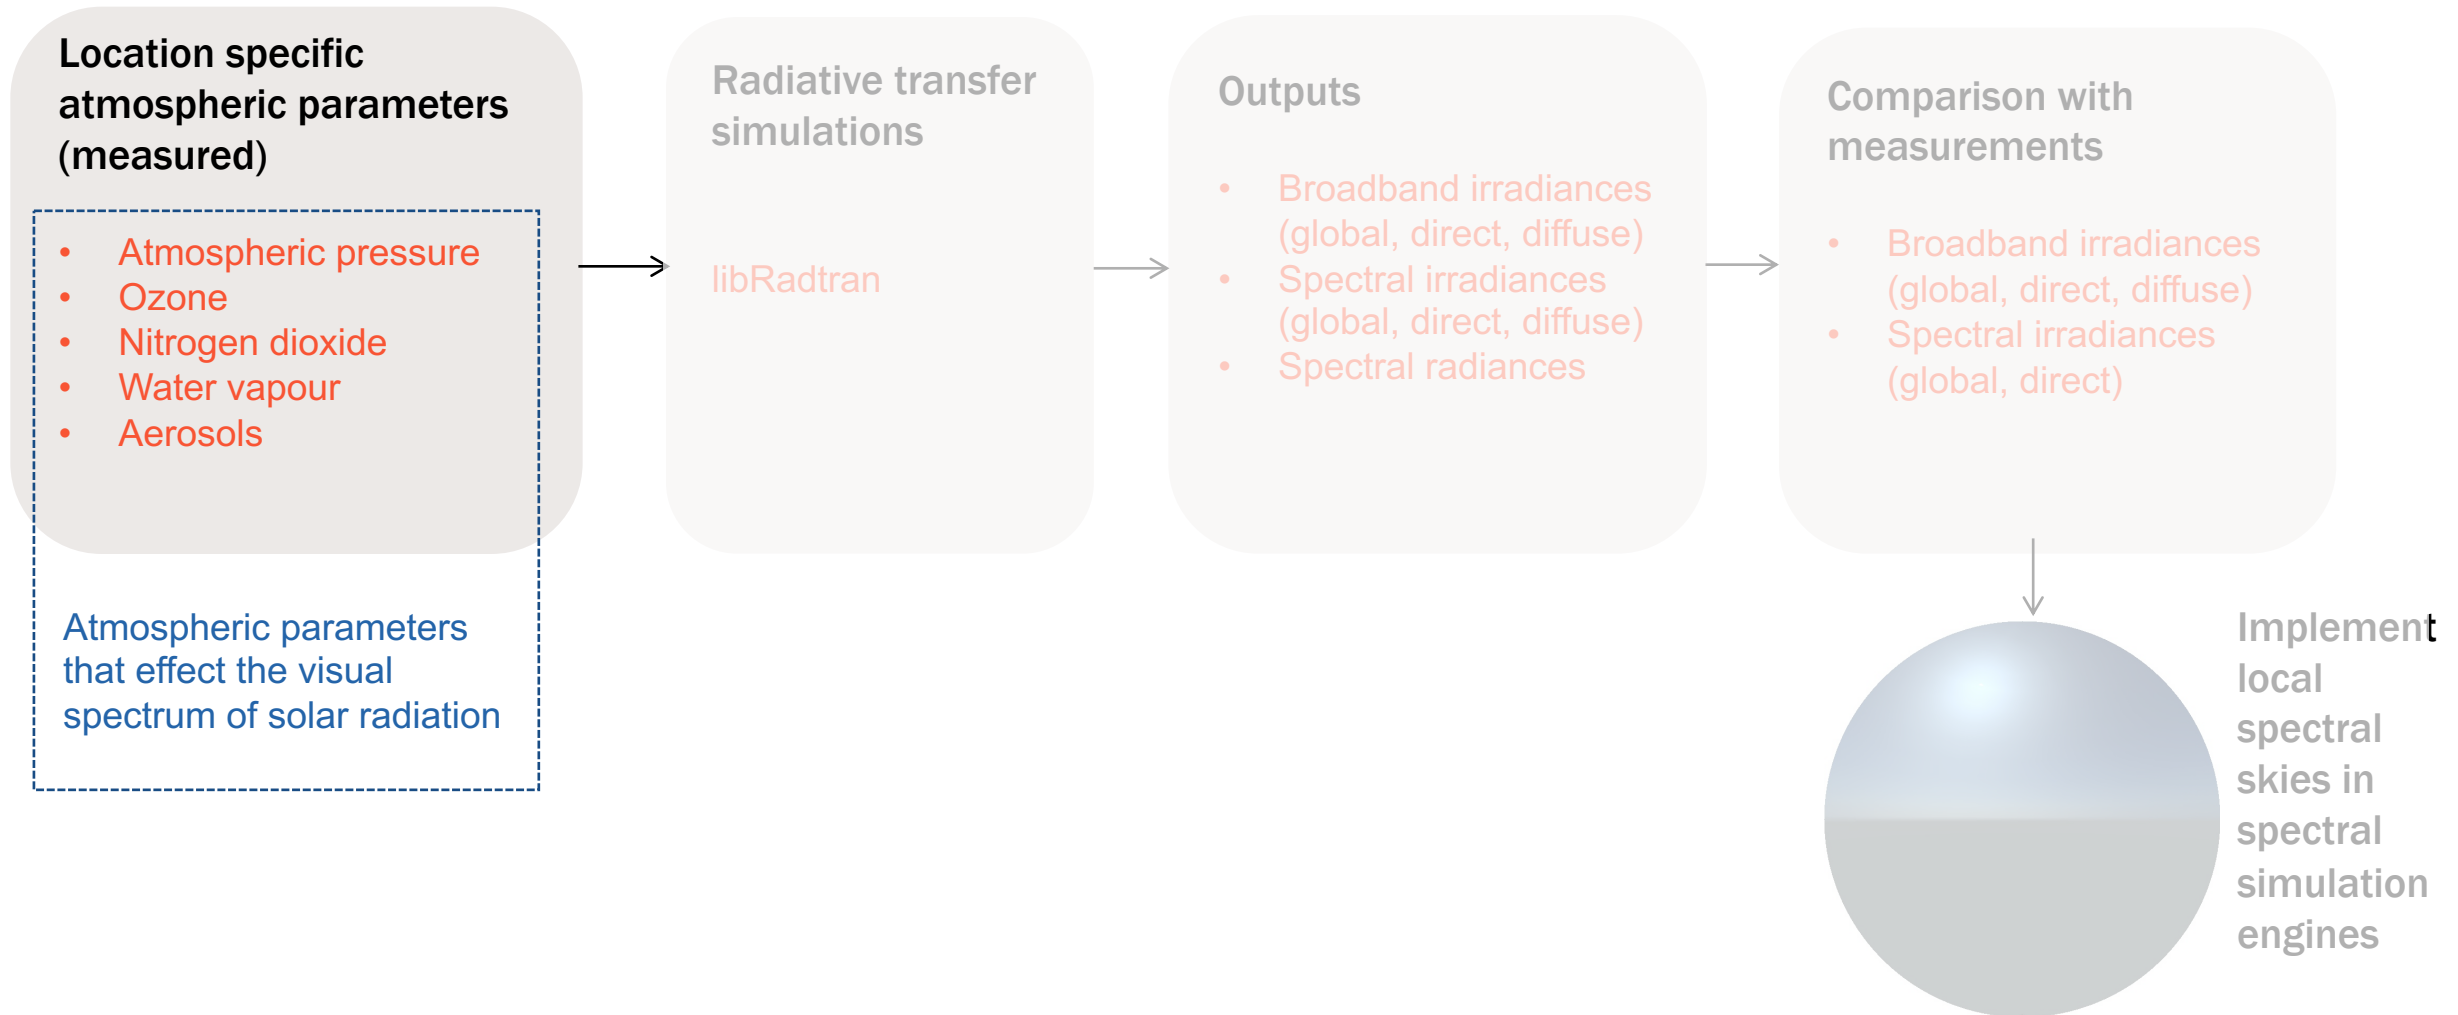 Location specific
atmospheric parameters
(measured)
• Atmospheric pressure
• Ozone
• Nitrogen dioxide
• Water vapour
• Aerosols
Atmospheric parameters
that effect the visual
spectrum of solar radiation
Radiative transfer
simulations
libRadtran
Outputs
• Broadband irradiances
(global, direct, diffuse)
• Spectral irradiances
(global, direct, diffuse)
• Spectral radiances
Comparison with
measurements
• Broadband irradiances
(global, direct, diffuse)
• Spectral irradiances
(global, direct)
Implement
local
spectral
skies in
spectral
simulation
engines